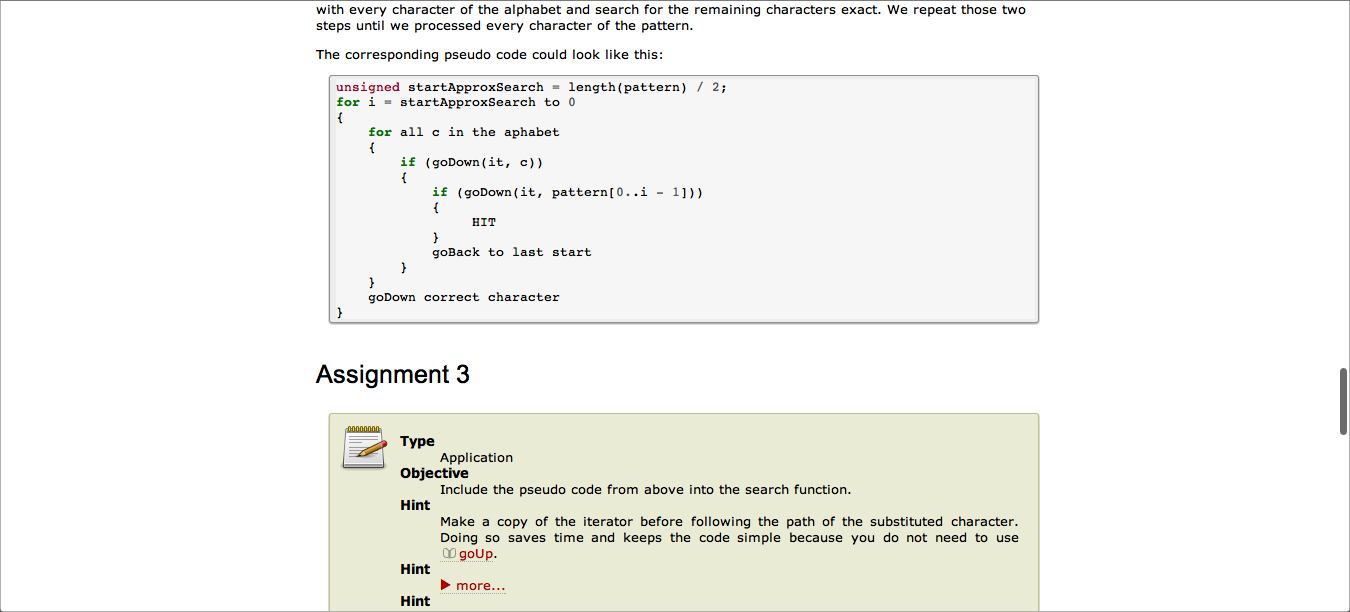 with every character of the alphabet and search for the remaining characters exact. We repeat those two
steps until we processed every character of the pattern.
The corresponding pseudo code could look like this:
unsigned startApproxSearch = length(pattern) / 2;
for i = startApproxSearch to 0
{
for all c in the aphabet
{
if (goDown(it, c))
{
if (goDown(it, pattern[0..i - 1]))
{
HIT
}
goBack to last start
}
}
goDown correct character
}
Assignment 3
Type
Application
Objective
Include the pseudo code from above into the search function.
Hint
Make a copy of the iterator before following the path of the substituted character.
Doing so saves time and keeps the code simple because you do not need to use
goUp.
Hint
more...
Hint